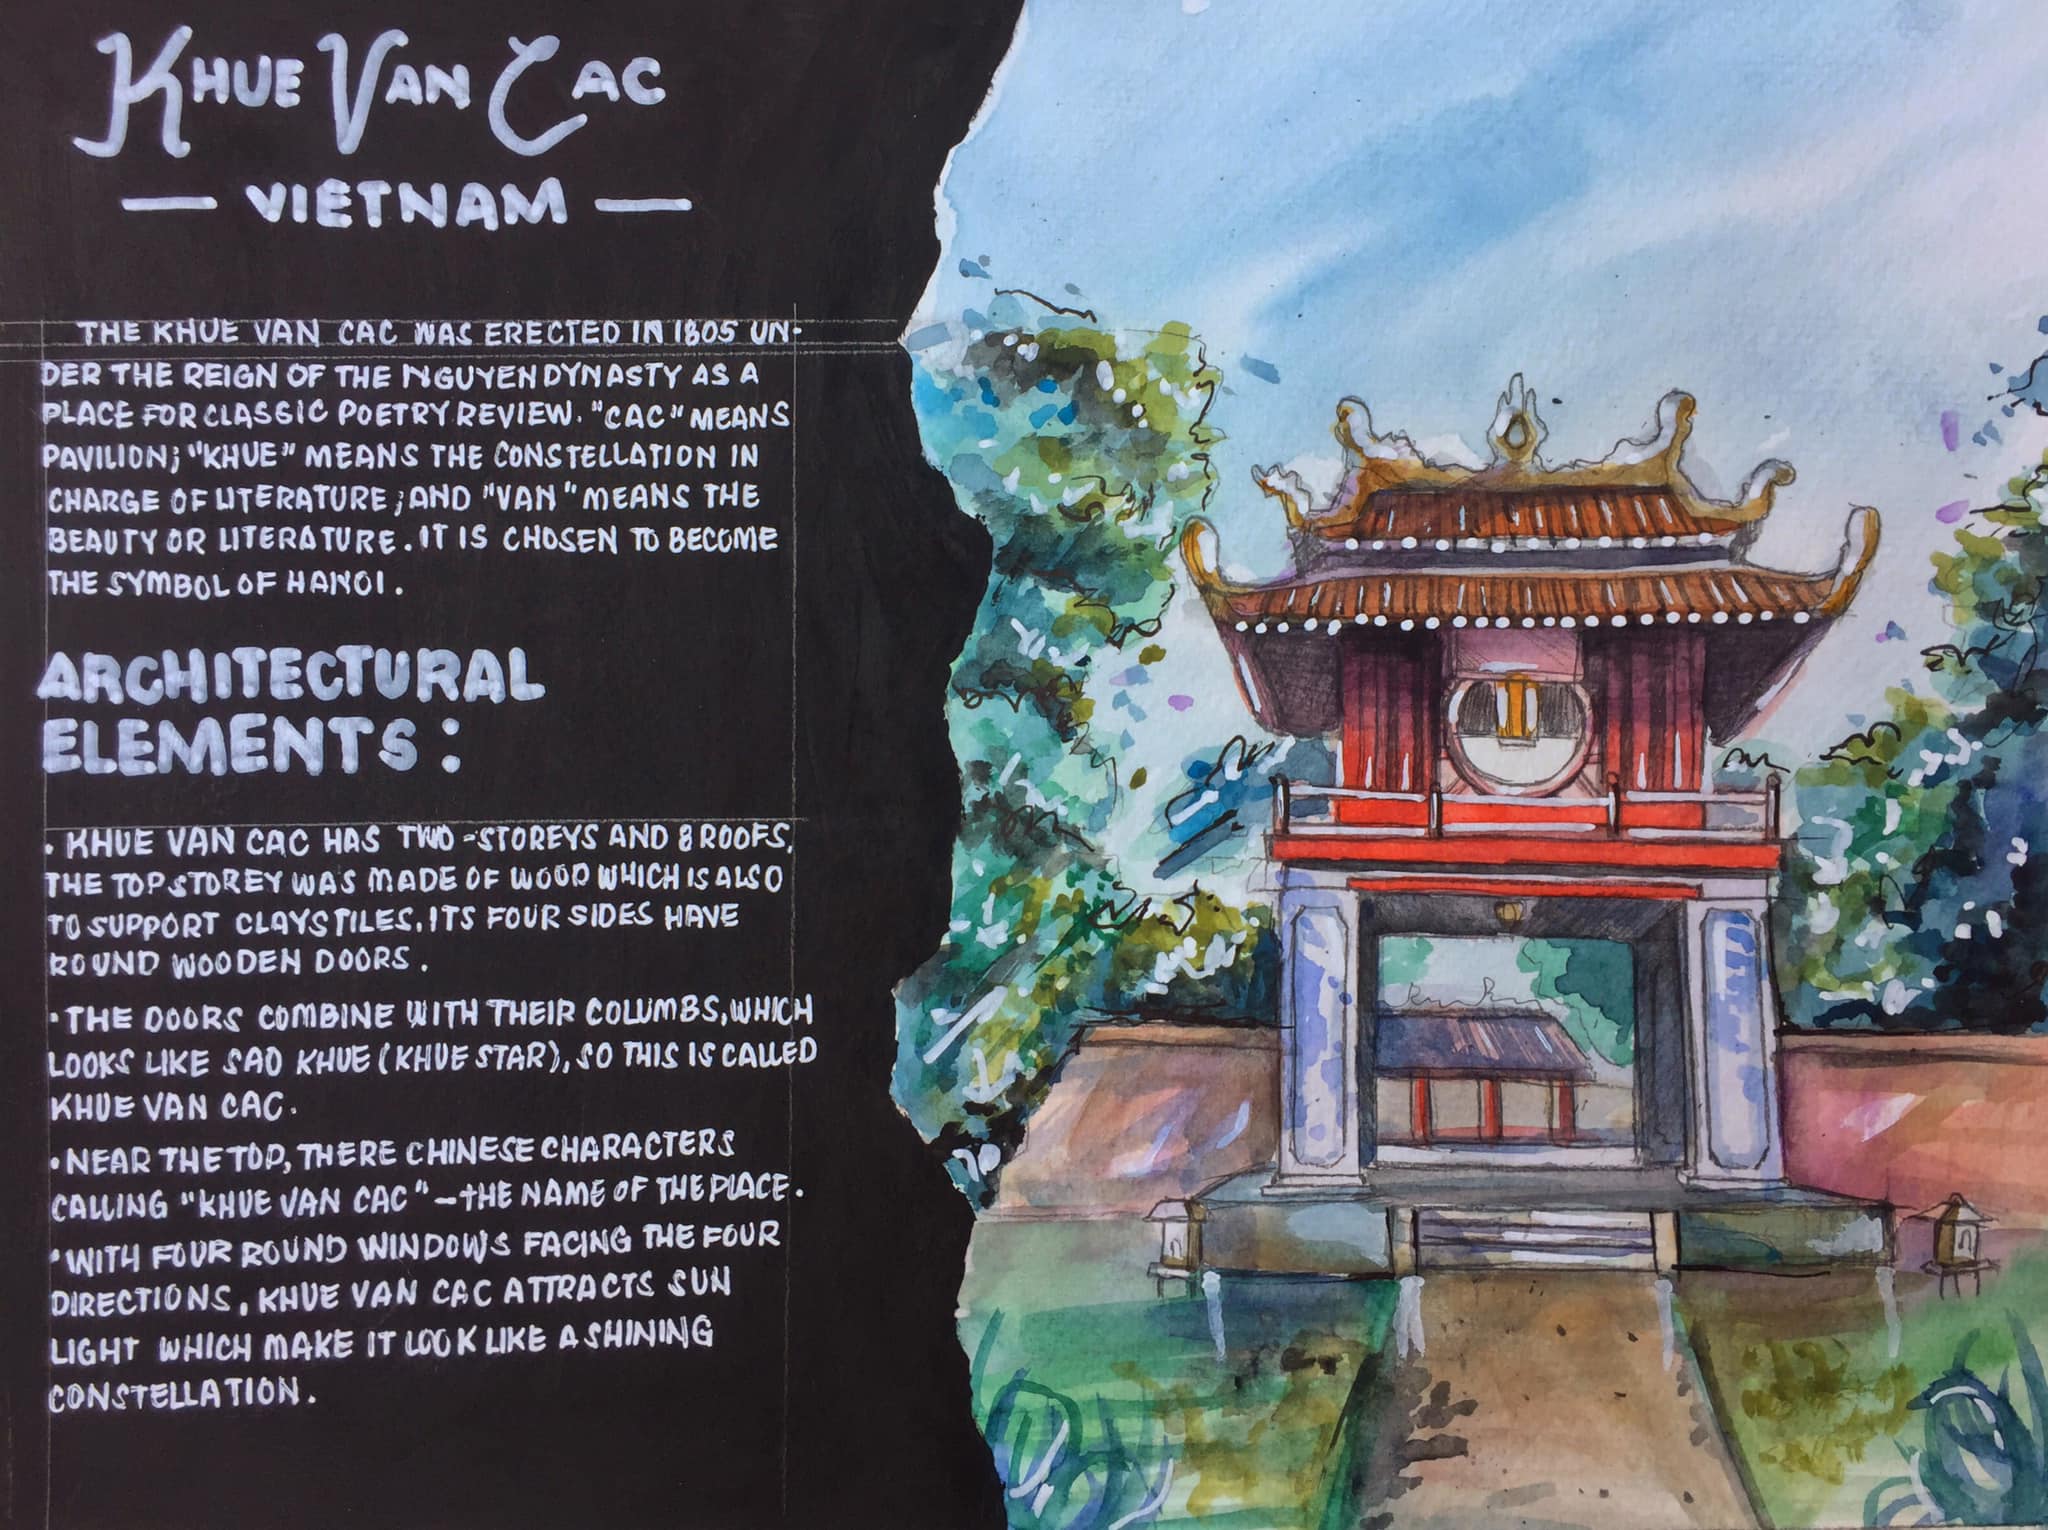 KHUE VAN CAC
— VIETNAM —
THE KHUE VAN CAC WAS ERECTED IN 1805 UN-
DER THE REIGN OF THE NGUYEN DYNASTY AS A
PLACE FOR CLASSIC POETRY REVIEW. "CAC" MEANS
PAVILION; "KHUE" MEANS THE CONSTELLATION IN
CHARGE OF LITERATURE; AND "VAN" MEANS THE
BEAUTY OR LITERATURE. IT IS CHOSEN TO BECOME
THE SYMBOL OF HANOI.
ARCHITECTURAL
ELEMENTS:
• KHUE VAN CAC HAS TWO-STOREYS AND 8 ROOFS,
THE TOP STOREY WAS MADE OF WOOD WHICH IS ALSO
TO SUPPORT CLAYS TILES. ITS FOUR SIDES HAVE
ROUND WOODEN DOORS.
• THE DOORS COMBINE WITH THEIR COLUMBS, WHICH
LOOKS LIKE SAO KHUE (KHUE STAR), SO THIS IS CALLED
KHUE VAN CAC.
• NEAR THE TOP, THERE CHINESE CHARACTERS
CALLING "KHUE VAN CAC" – THE NAME OF THE PLACE.
• WITH FOUR ROUND WINDOWS FACING THE FOUR
DIRECTIONS, KHUE VAN CAC ATTRACTS SUN
LIGHT WHICH MAKE IT LOOK LIKE A SHINING
CONSTELLATION.